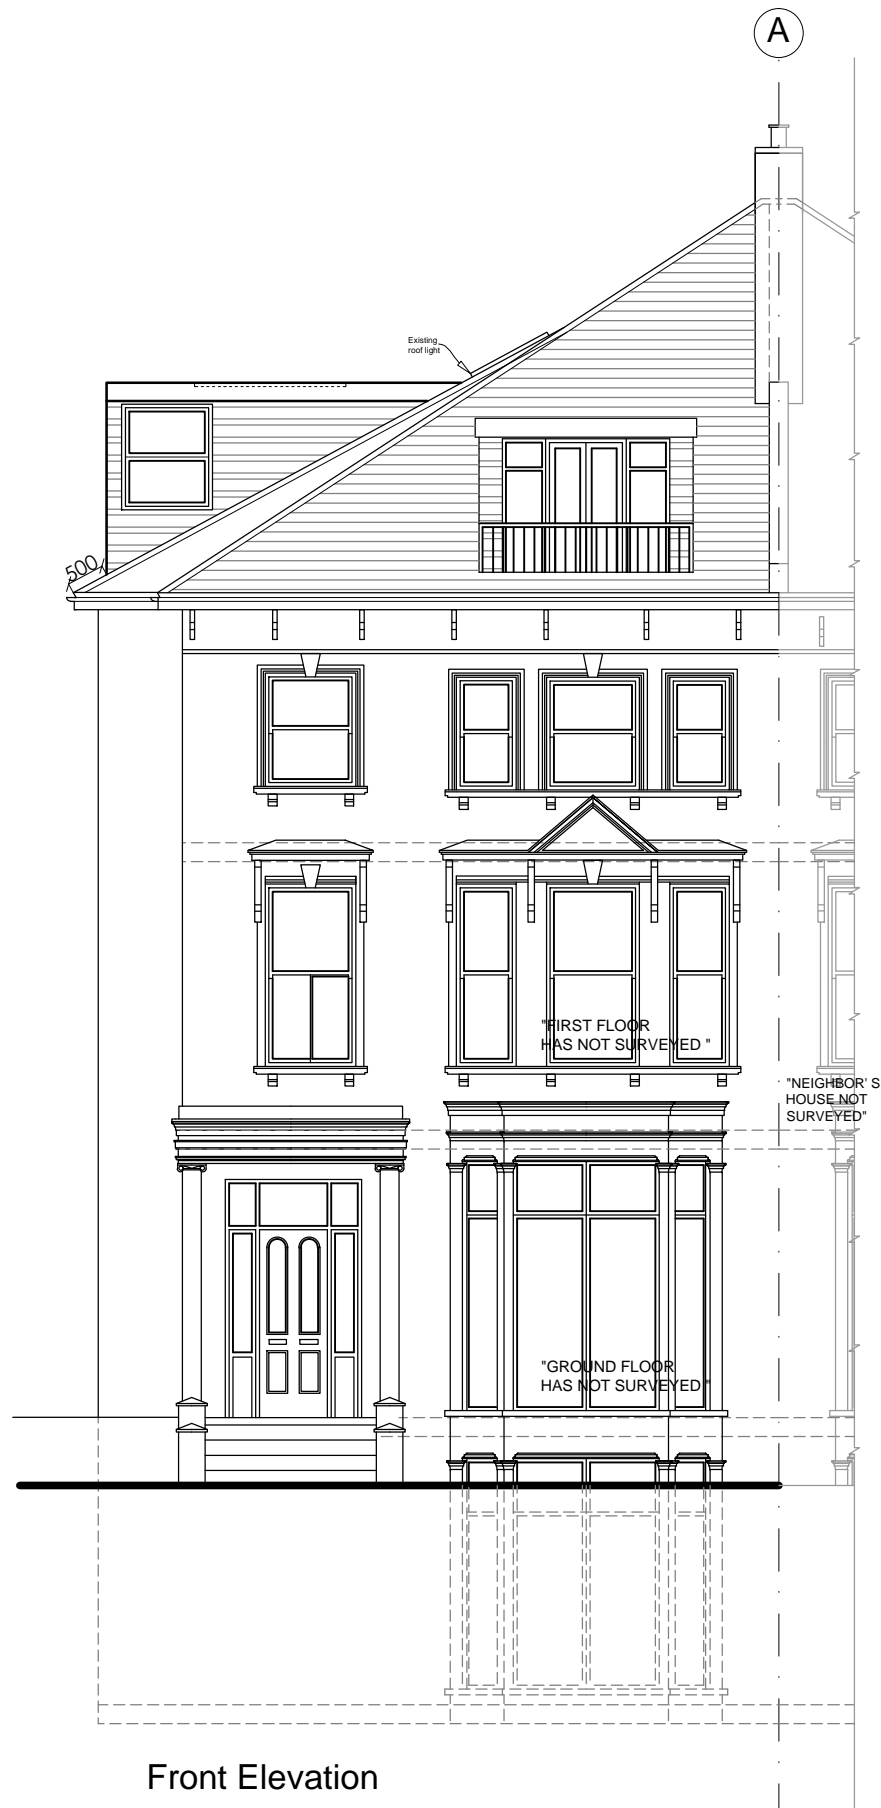 A
Existing
roof light
500
"FIRST FLOOR
HAS NOT SURVEYED "
"NEIGHBOR' S
HOUSE NOT
SURVEYED"
"GROUND FLOOR
HAS NOT SURVEYED "
Front Elevation